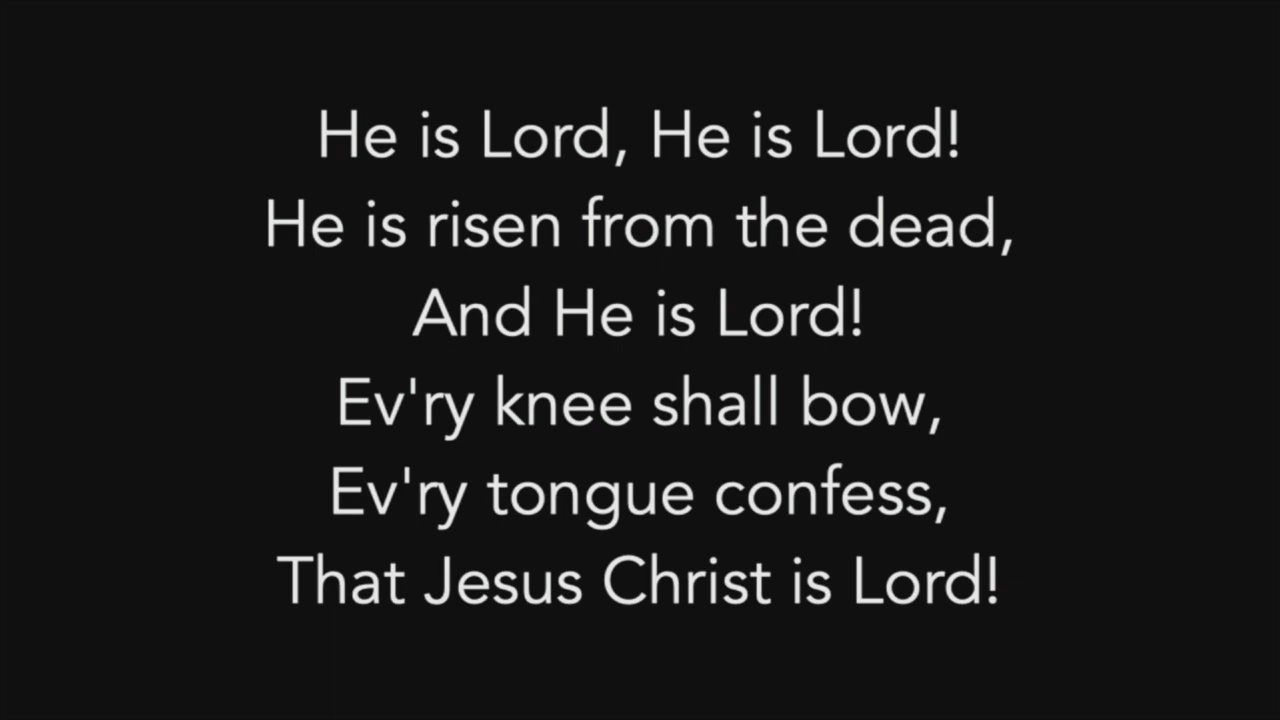 He is Lord, He is Lord!
He is risen from the dead,
And He is Lord!
Ev'ry knee shall bow,
Ev'ry tongue confess,
That Jesus Christ is Lord!